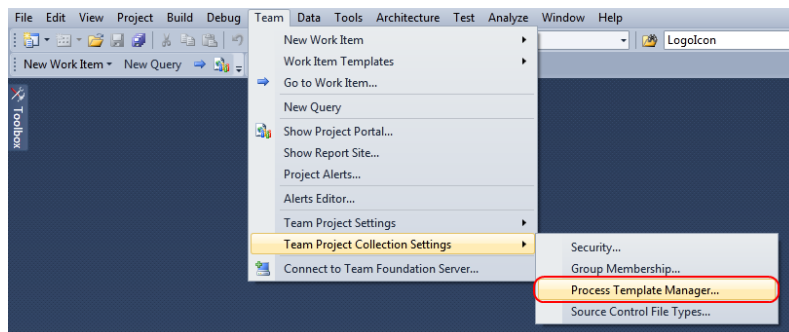 File Edit View Project Build Debug Team Data Tools Architecture Test Analyze Window Help
LogoIcon
New Work Item New Query
Toolbox
New Work Item
Work Item Templates
Go to Work Item...
New Query
Show Project Portal...
Show Report Site...
Project Alerts...
Alerts Editor...
Team Project Settings
Team Project Collection Settings
Connect to Team Foundation Server...
Security...
Group Membership...
Process Template Manager...
Source Control File Types...